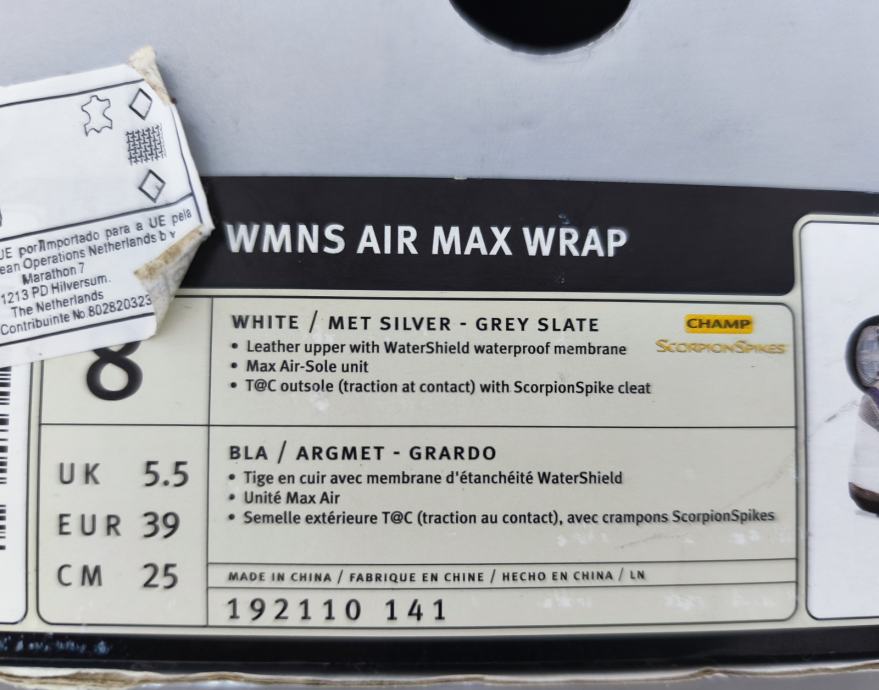 UE por/Importado para a UE pela
ean Operations Netherlands b v
Marathon 7
1213 PD Hilversum.
The Netherlands
Contribuinte No 802820323
WMNS AIR MAX WRAP
8
WHITE / MET SILVER - GREY SLATE
• Leather upper with WaterShield waterproof membrane
• Max Air-Sole unit
• T@C outsole (traction at contact) with ScorpionSpike cleat
CHAMP
SCORPIONSPIKES
BLA / ARGMET - GRARDO
• Tige en cuir avec membrane d'étanchéité WaterShield
• Unité Max Air
• Semelle extérieure T@C (traction au contact), avec crampons ScorpionSpikes
UK 5.5
EUR 39
CM 25
MADE IN CHINA / FABRIQUE EN CHINE / HECHO EN CHINA / LN
192110 141